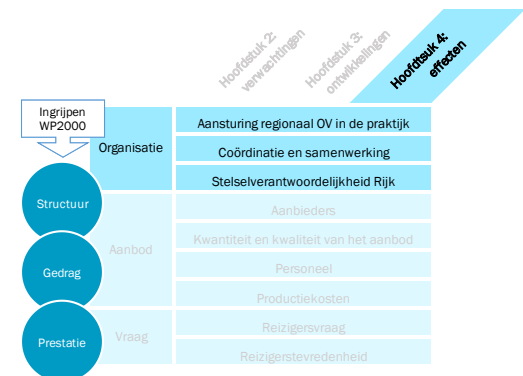 Hoofdstuk 2:
verwachtingen
Hoofdstuk 3:
ontwikkelingen
Hoofdtsuk 4:
effecten
Ingrijpen
WP2000
Organisatie
Aansturing regionaal OV in de praktijk
Coördinatie en samenwerking
Stelselverantwoordelijkheid Rijk
Structuur
Aanbod
Aanbieders
Kwantiteit en kwaliteit van het aanbod
Gedrag
Personeel
Productiekosten
Prestatie
Vraag
Reizigersvraag
Reizigerstevredenheid